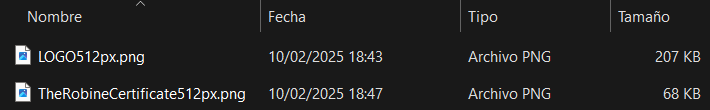 Nombre Fecha Tipo Tamaño
LOGO512px.png 10/02/2025 18:43 Archivo PNG 207 KB
TheRobineCertificate512px.png 10/02/2025 18:47 Archivo PNG 68 KB